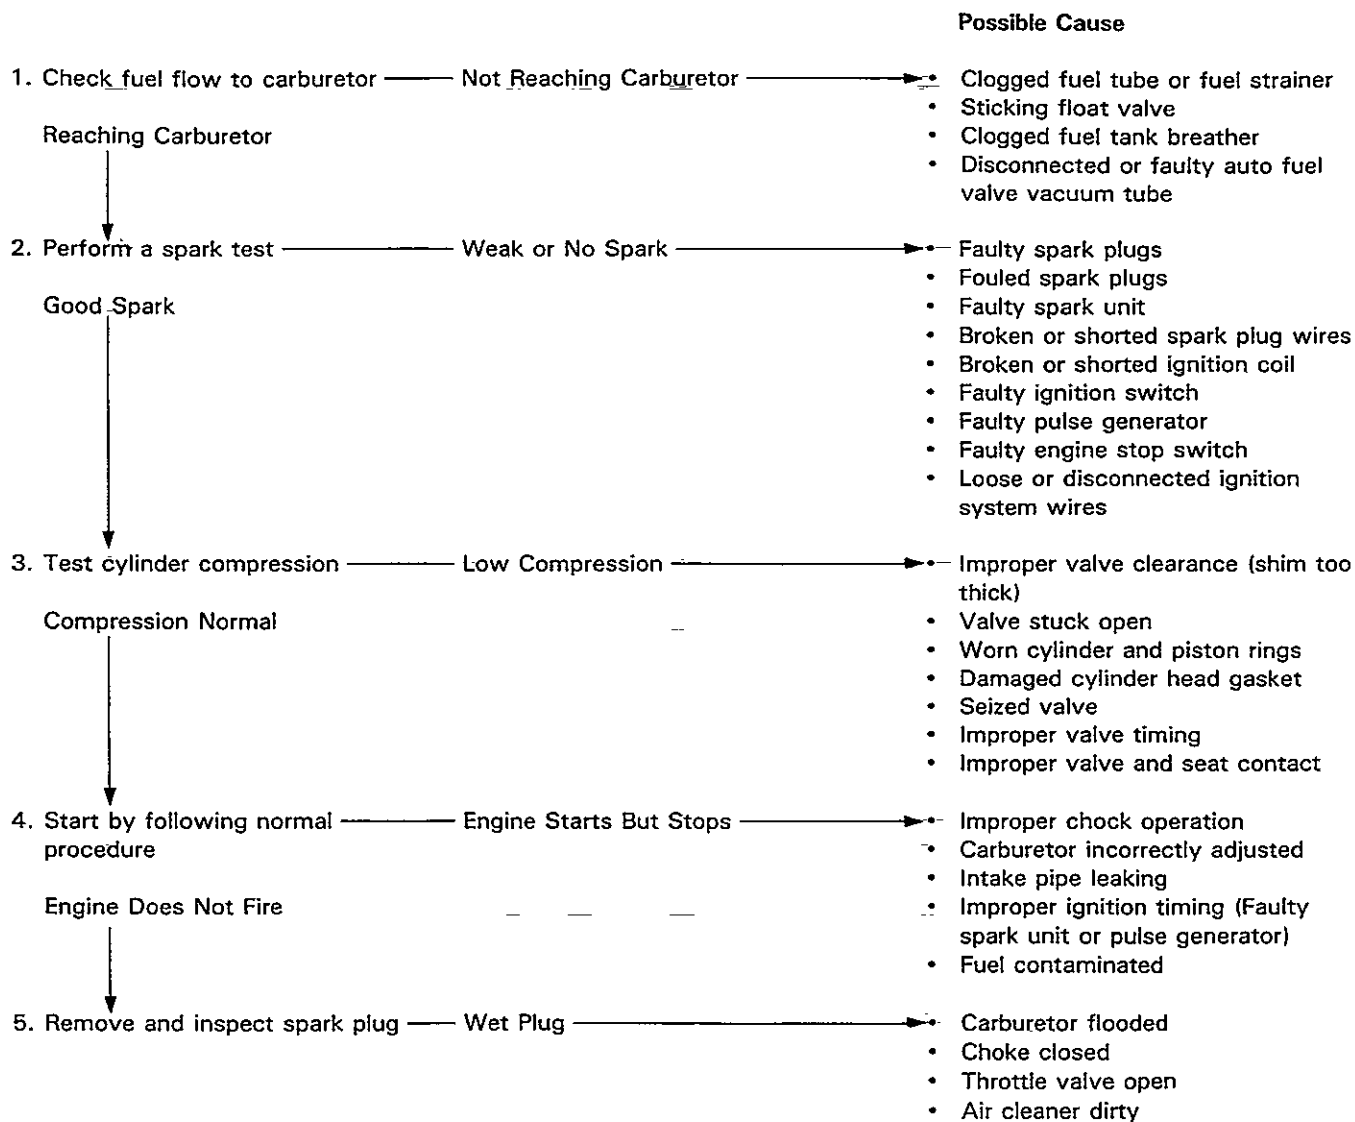 Possible Cause
1. Check fuel flow to carburetor Not Reaching Carburetor • Clogged fuel tube or fuel strainer
• Sticking float valve
Reaching Carburetor • Clogged fuel tank breather
• Disconnected or faulty auto fuel
valve vacuum tube
2. Perform a spark test Weak or No Spark • Faulty spark plugs
• Fouled spark plugs
Good Spark • Faulty spark unit
• Broken or shorted spark plug wires
• Broken or shorted ignition coil
• Faulty ignition switch
• Faulty pulse generator
• Faulty engine stop switch
• Loose or disconnected ignition
system wires
3. Test cylinder compression Low Compression • Improper valve clearance (shim too
thick)
Compression Normal • Valve stuck open
• Worn cylinder and piston rings
• Damaged cylinder head gasket
• Seized valve
• Improper valve timing
• Improper valve and seat contact
4. Start by following normal Engine Starts But Stops • Improper chock operation
procedure • Carburetor incorrectly adjusted
• Intake pipe leaking
Engine Does Not Fire • Improper ignition timing (Faulty
spark unit or pulse generator)
• Fuel contaminated
5. Remove and inspect spark plug Wet Plug • Carburetor flooded
• Choke closed
• Throttle valve open
• Air cleaner dirty